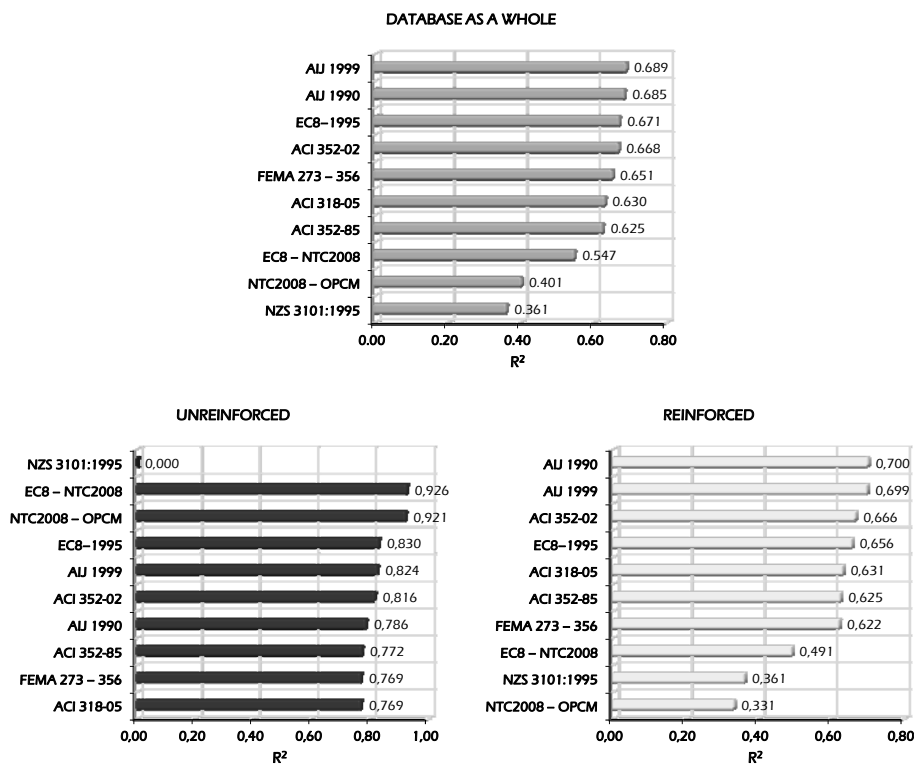 DATABASE AS A WHOLE
AIJ 1999 0.689
AIJ 1990 0.685
EC8–1995 0.671
ACI 352-02 0.668
FEMA 273 – 356 0.651
ACI 318-05 0.630
ACI 352-85 0.625
EC8 – NTC2008 0.547
NTC2008 – OPCM 0.401
NZS 3101:1995 0.361
0.00 0.20 0.40 0.60 0.80
R²
UNREINFORCED
NZS 3101:1995 0,000
EC8 – NTC2008 0,926
NTC2008 – OPCM 0,921
EC8–1995 0,830
AIJ 1999 0,824
ACI 352-02 0,816
AIJ 1990 0,786
ACI 352-85 0,772
FEMA 273 – 356 0,769
ACI 318-05 0,769
0,00 0,20 0,40 0,60 0,80 1,00
R²
REINFORCED
AIJ 1990 0,700
AIJ 1999 0,699
ACI 352-02 0,666
EC8–1995 0,656
ACI 318-05 0,631
ACI 352-85 0,625
FEMA 273 – 356 0,622
EC8 – NTC2008 0,491
NZS 3101:1995 0,361
NTC2008 – OPCM 0,331
0,00 0,20 0,40 0,60 0,80
R²